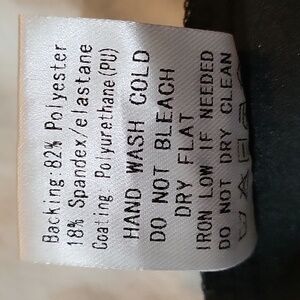 Backing: 82% Polyester
18% Spandex/elastane
Coating: Polyurethane(PU)
HAND WASH COLD
DO NOT BLEACH
DRY FLAT
IRON LOW IF NEEDED
DO NOT DRY CLEAN